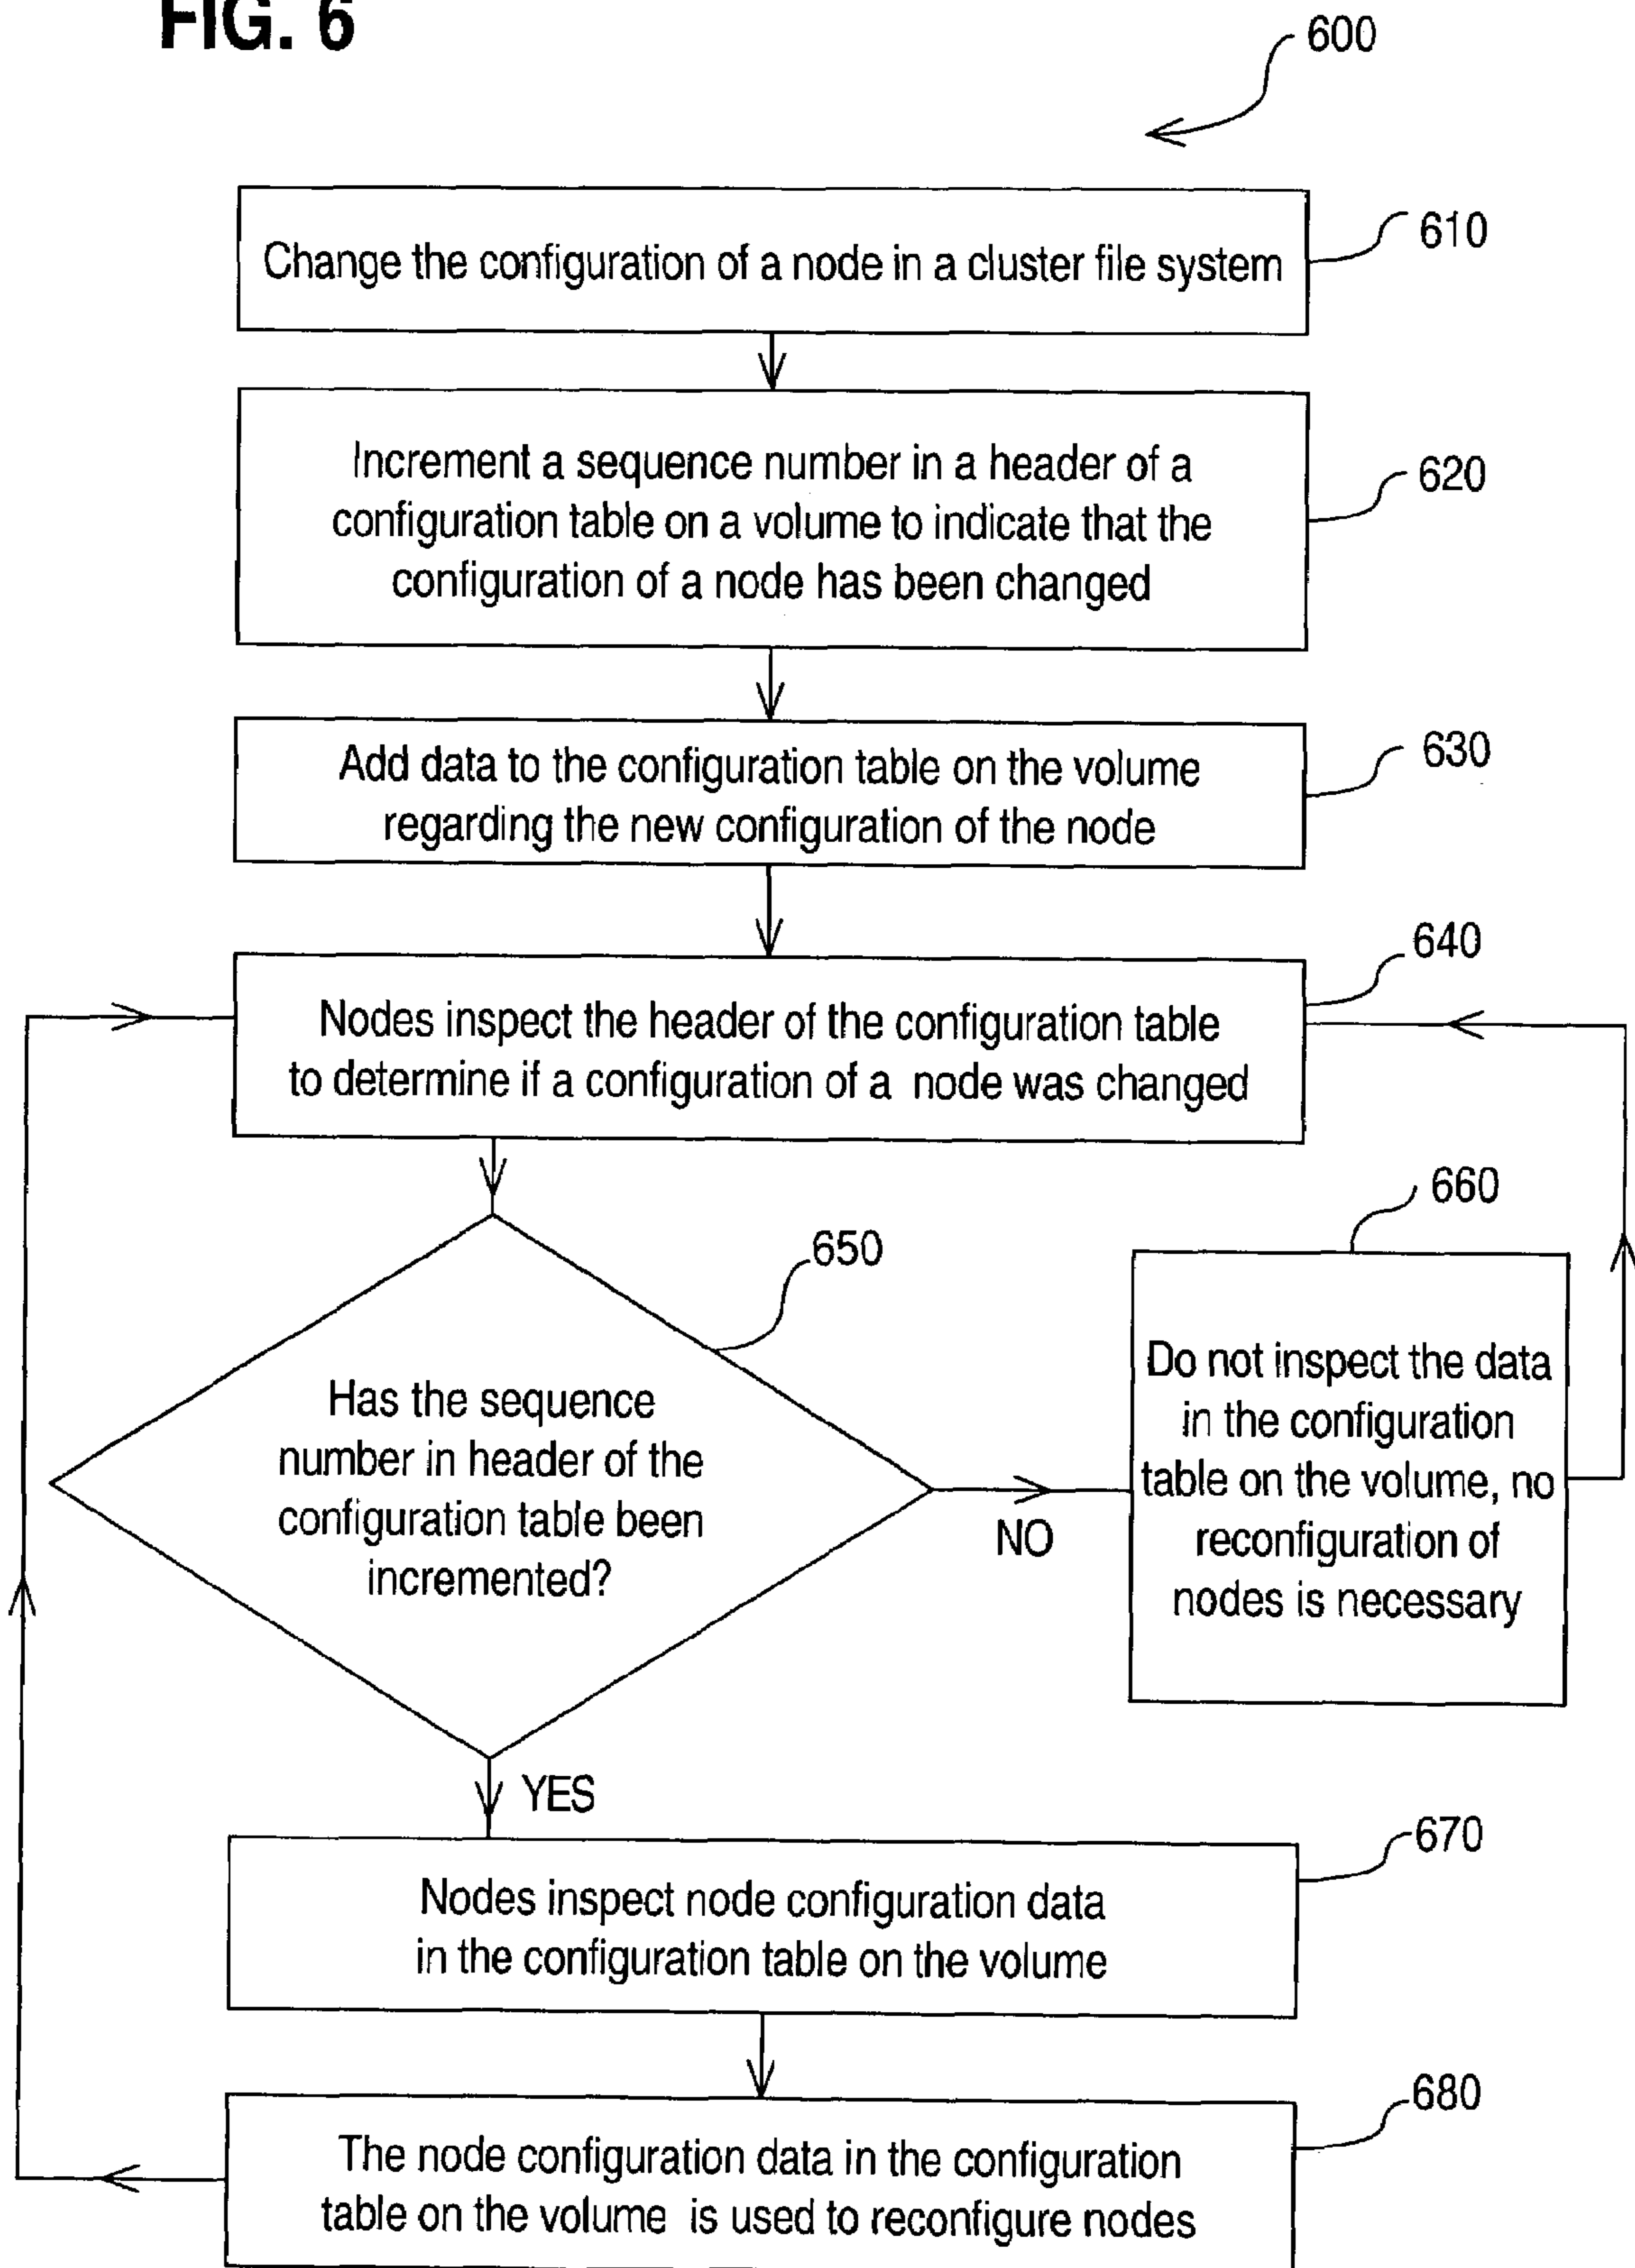 FIG. 6
600
Change the configuration of a node in a cluster file system
610
Increment a sequence number in a header of a
configuration table on a volume to indicate that the
configuration of a node has been changed
620
Add data to the configuration table on the volume
regarding the new configuration of the node
630
Nodes inspect the header of the configuration table
to determine if a configuration of a node was changed
640
Has the sequence
number in header of the
configuration table been
incremented?
650
NO
Do not inspect the data
in the configuration
table on the volume, no
reconfiguration of
nodes is necessary
660
YES
Nodes inspect node configuration data
in the configuration table on the volume
670
The node configuration data in the configuration
table on the volume is used to reconfigure nodes
680